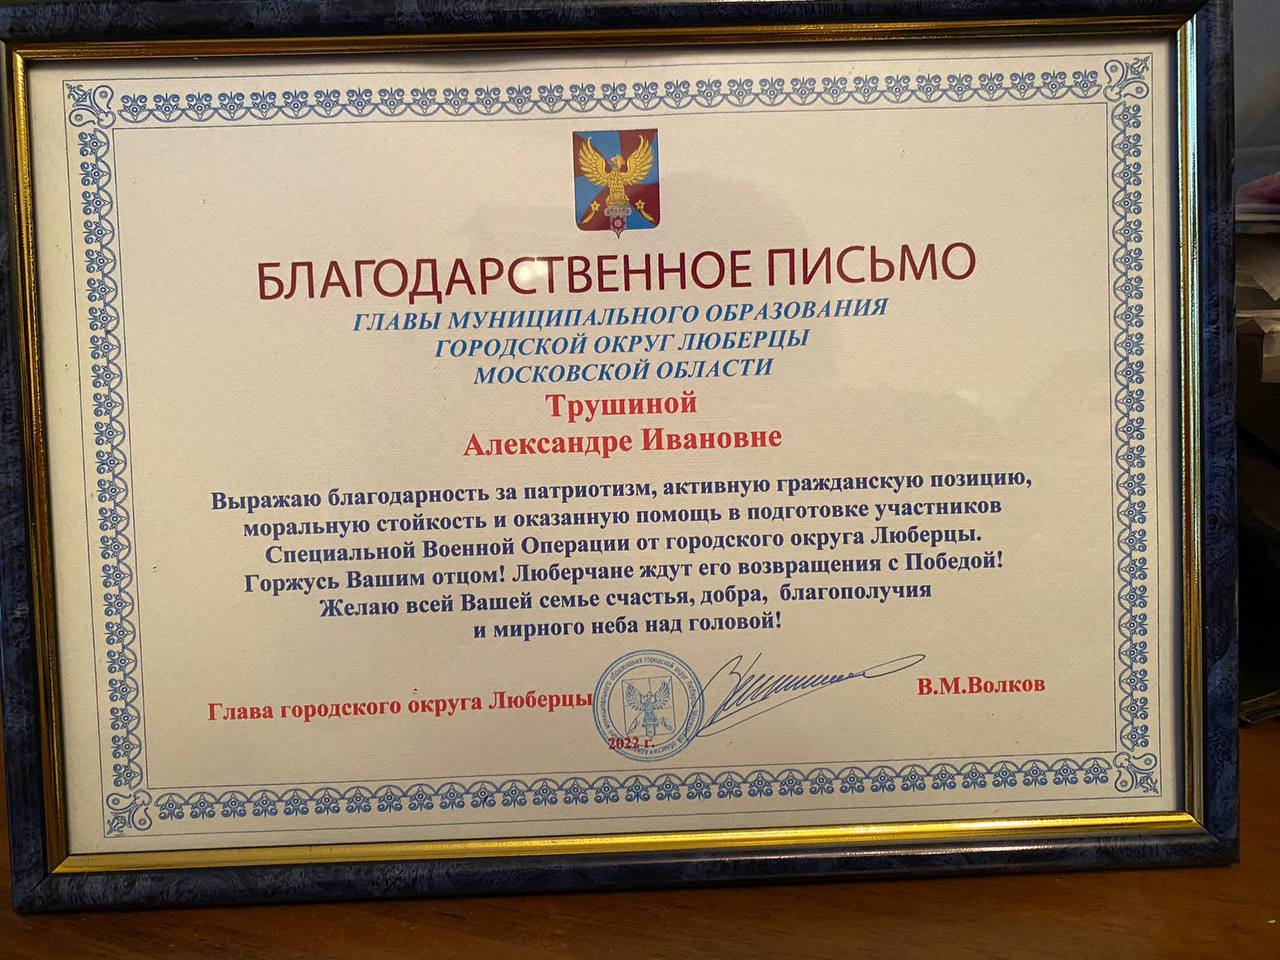 БЛАГОДАРСТВЕННОЕ ПИСЬМО
ГЛАВЫ МУНИЦИПАЛЬНОГО ОБРАЗОВАНИЯ
ГОРОДСКОЙ ОКРУГ ЛЮБЕРЦЫ
МОСКОВСКОЙ ОБЛАСТИ
Трушиной
Александре Ивановне
Выражаю благодарность за патриотизм, активную гражданскую позицию,
моральную стойкость и оказанную помощь в подготовке участников
Специальной Военной Операции от городского округа Люберцы.
Горжусь Вашим отцом! Люберчане ждут его возвращения с Победой!
Желаю всей Вашей семье счастья, добра, благополучия
и мирного неба над головой!
Глава городского округа Люберцы
В.М.Волков
2022 г.